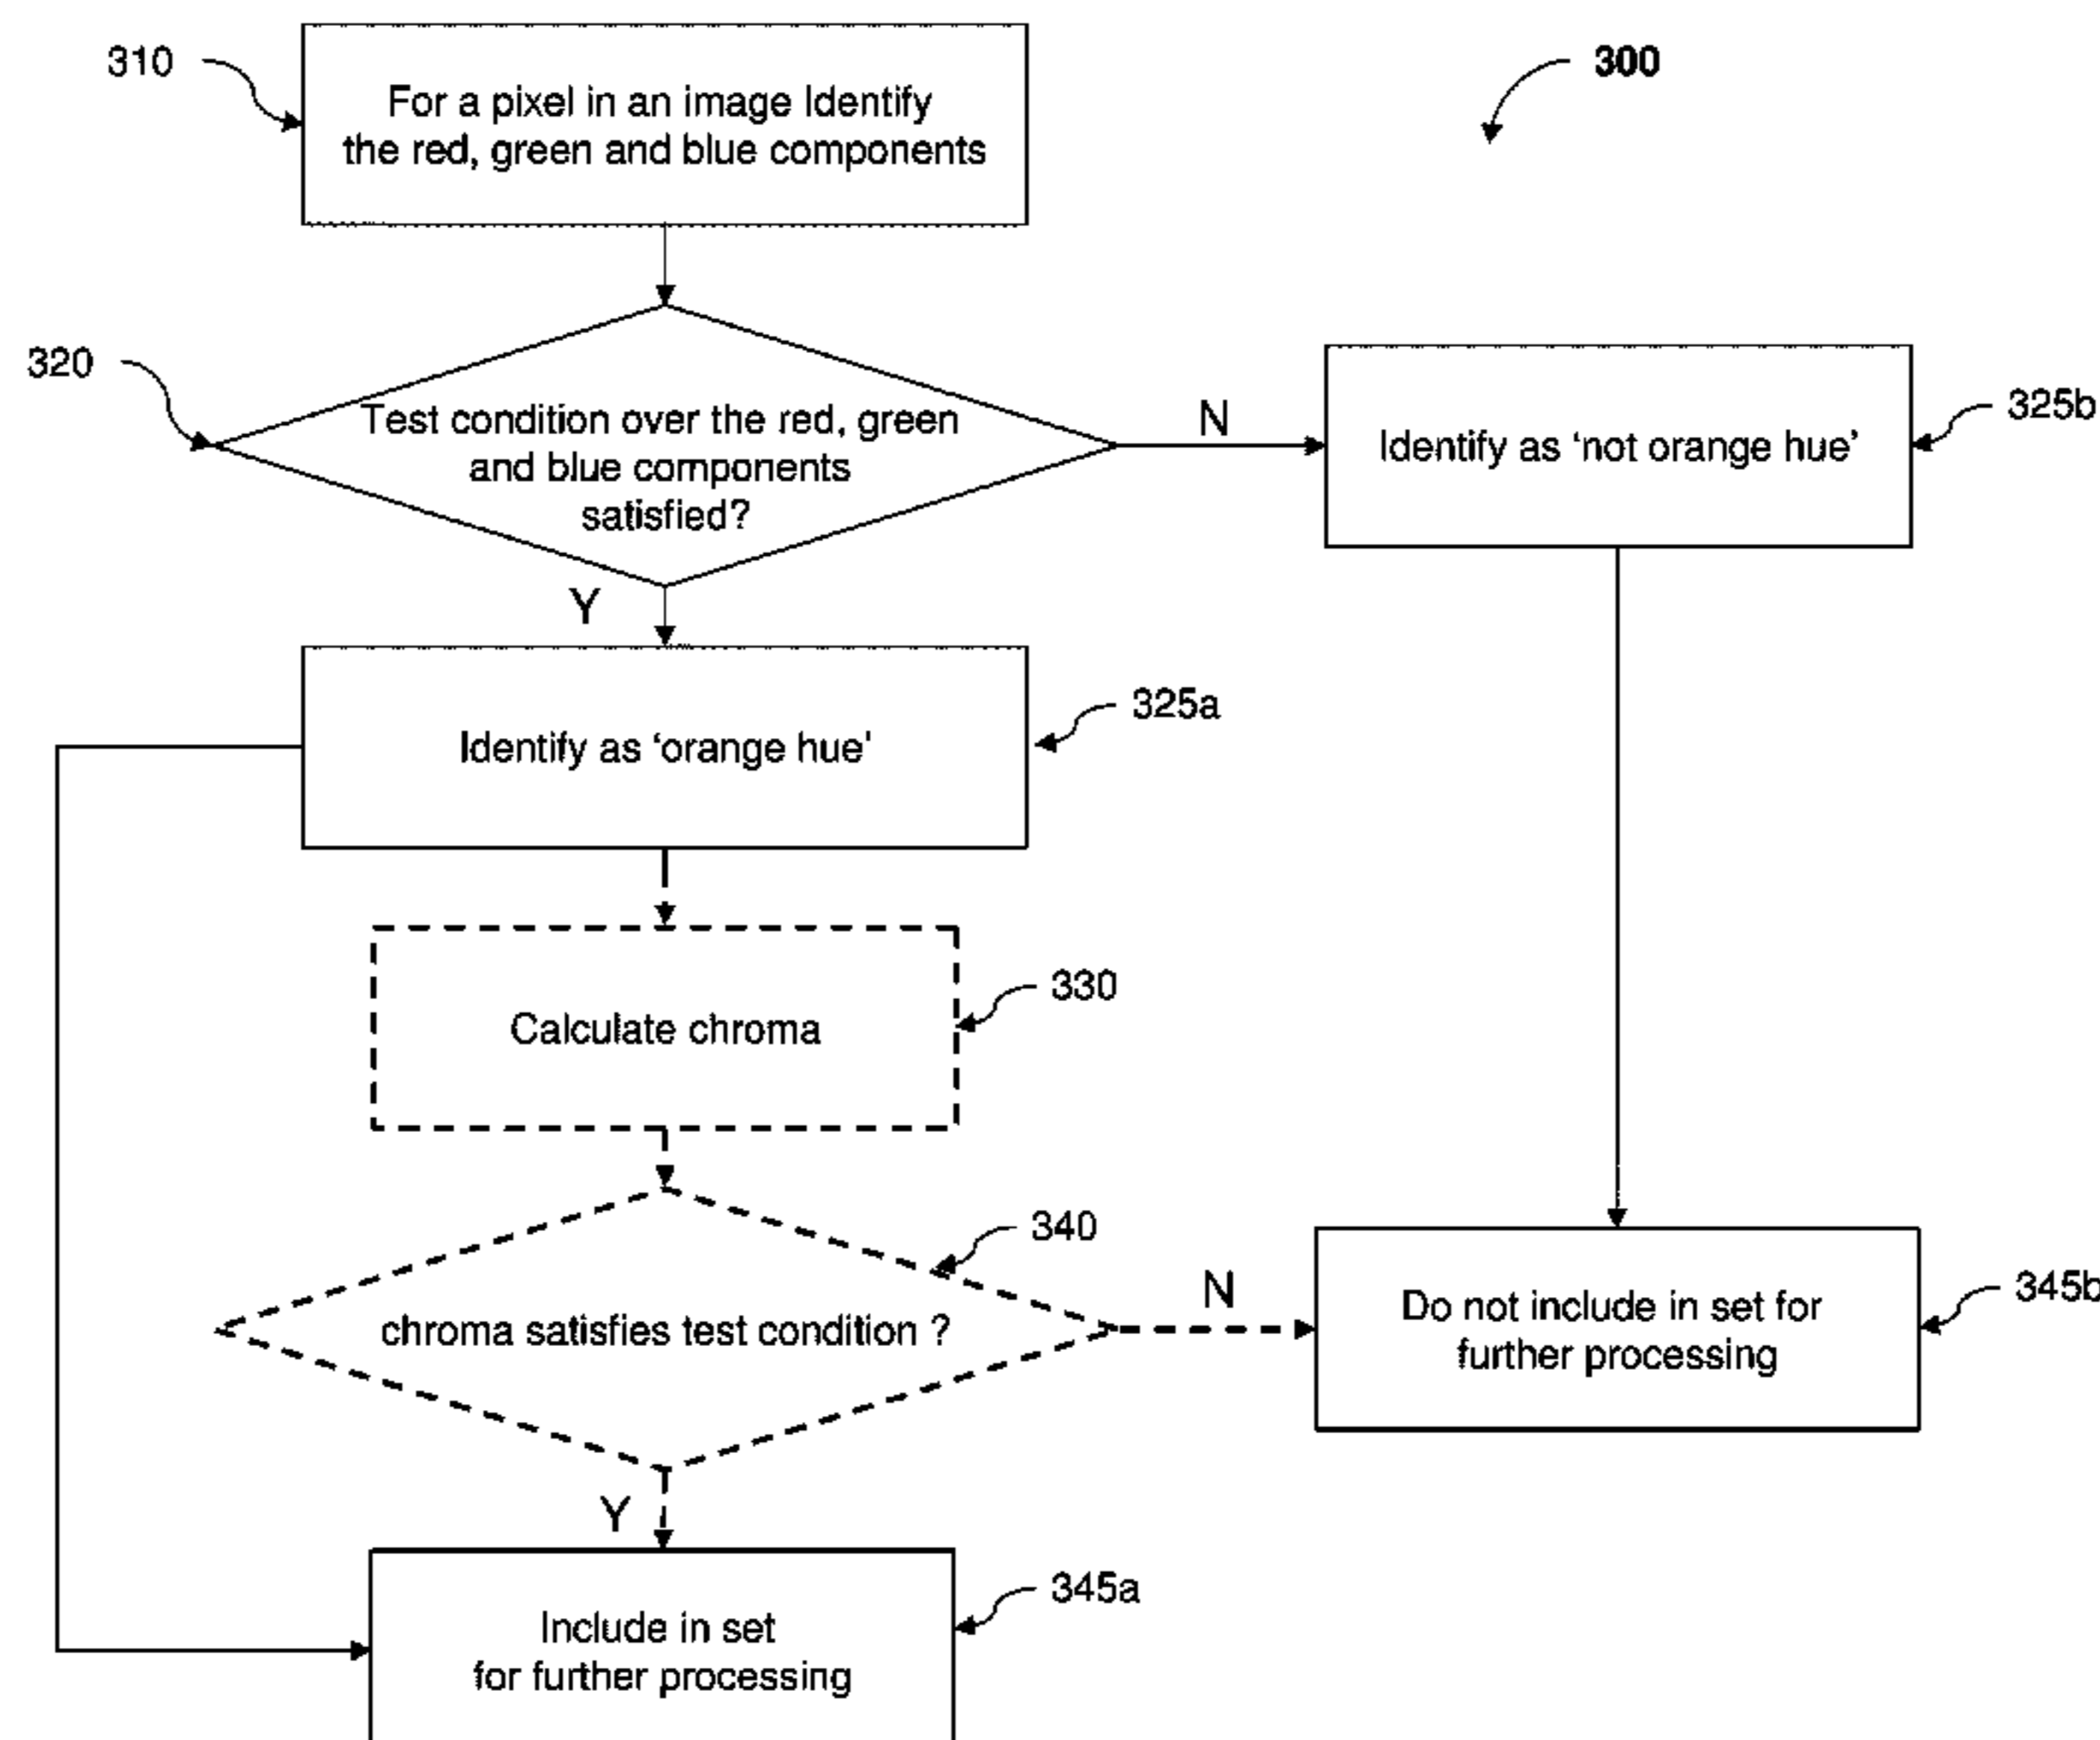 310
For a pixel in an image Identify
the red, green and blue components
300
320
Test condition over the red, green
and blue components
satisfied?
N
Identify as ‘not orange hue’
325b
Y
Identify as ‘orange hue’
325a
Calculate chroma
330
340
chroma satisfies test condition ?
N
Do not include in set for
further processing
345b
Y
Include in set
for further processing
345a